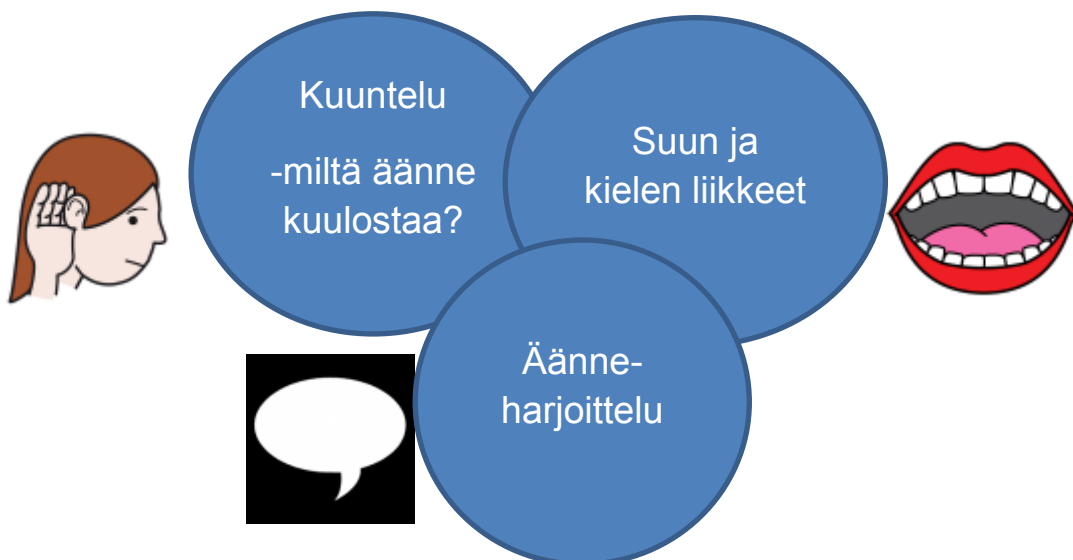 Kuuntelu
-miltä äänne
kuulostaa?
Suun ja
kielen liikkeet
Äänne-
harjoittelu